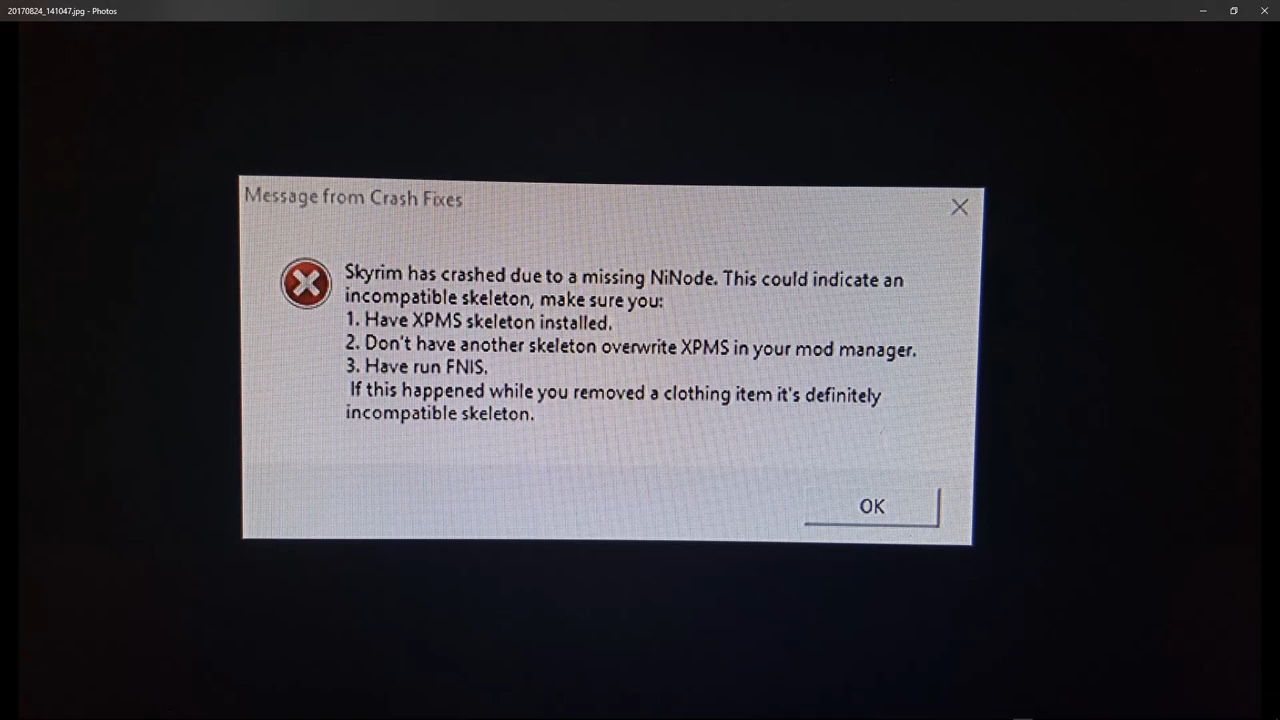 20170824_141047.jpg - Photos
Message from Crash Fixes
Skyrim has crashed due to a missing NiNode. This could indicate an
incompatible skeleton, make sure you:
1. Have XPMS skeleton installed.
2. Don't have another skeleton overwrite XPMS in your mod manager.
3. Have run FNIS.
If this happened while you removed a clothing item it's definitely
incompatible skeleton.
OK